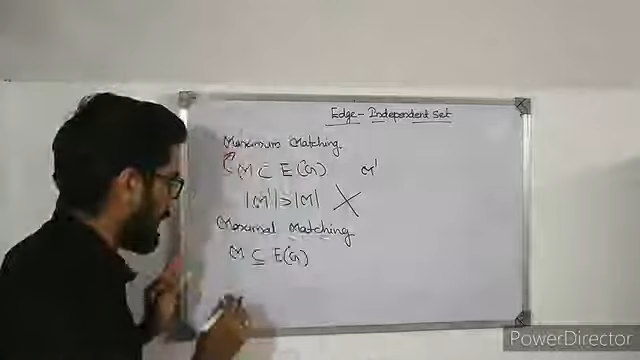 Edge - Independent Set
Maximum Matching
M ⊆ E(G) M'
|M'| > |M| X
Maximal Matching
M ⊆ E(G)
PowerDirector